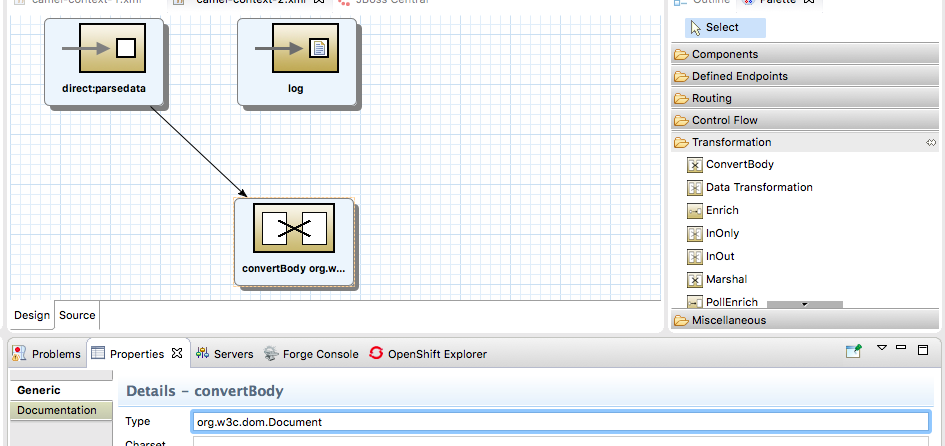 camel-context-1.xml
camel-context-2.xml
JBoss Central
Outline
Palette
direct:parsedata
log
convertBody org.w...
Select
Components
Defined Endpoints
Routing
Control Flow
Transformation
ConvertBody
Data Transformation
Enrich
InOnly
InOut
Marshal
PollEnrich
Miscellaneous
Design
Source
Problems
Properties
Servers
Forge Console
OpenShift Explorer
Generic
Documentation
Details – convertBody
Type
org.w3c.dom.Document
Charset